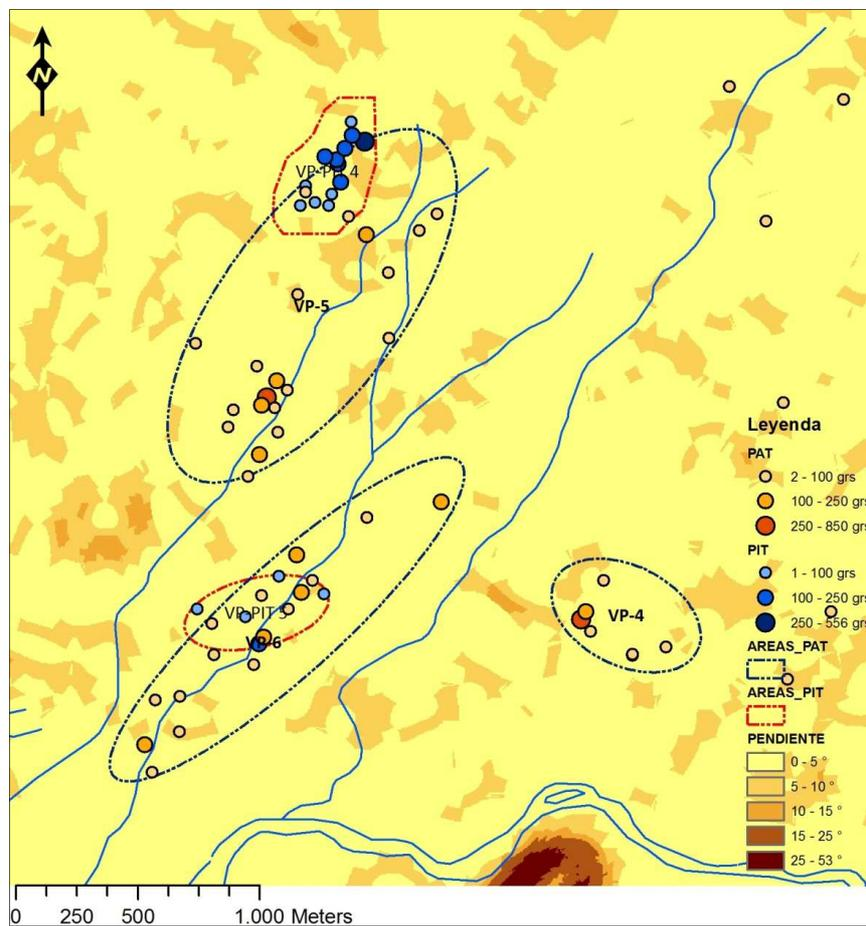 N
VP-PIT 4
VP-5
VP-PIT 5
VP-6
VP-4
Leyenda
PAT
2 - 100 grs
100 - 250 grs
250 - 850 grs
PIT
1 - 100 grs
100 - 250 grs
250 - 556 grs
AREAS_PAT
AREAS_PIT
PENDIENTE
0 - 5 °
5 - 10 °
10 - 15 °
15 - 25 °
25 - 53 °
0 250 500 1.000 Meters